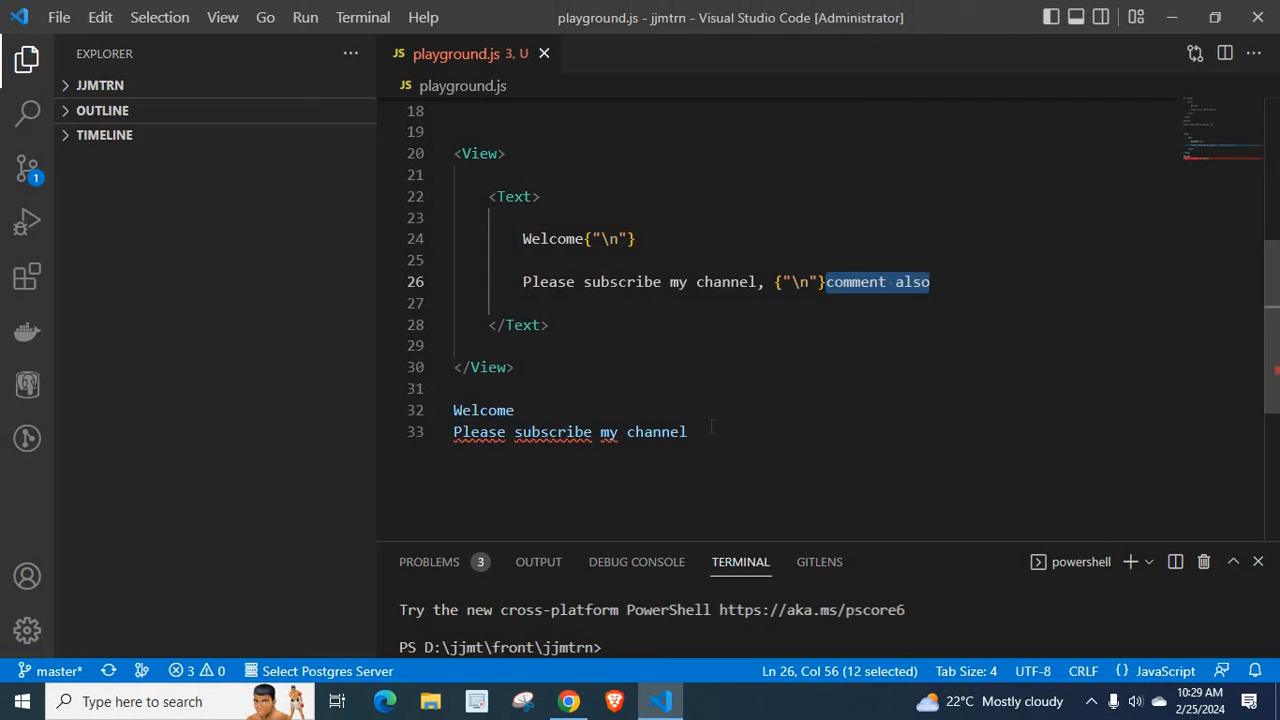 File Edit Selection View Go Run Terminal Help playground.js - jjmtrn - Visual Studio Code [Administrator]
EXPLORER
JJMTRN
OUTLINE
TIMELINE
1
JS playground.js 3, U
JS playground.js
18
19
20 <View>
21
22 <Text>
23
24 Welcome{"\n"}
25
26 Please subscribe my channel, {"\n"}comment also
27
28 </Text>
29
30 </View>
31
32 Welcome
33 Please subscribe my channel
PROBLEMS 3 OUTPUT DEBUG CONSOLE TERMINAL GITLENS powershell
Try the new cross-platform PowerShell https://aka.ms/pscore6
PS D:\jjmt\front\jjmtrn>
master* 3 0 Select Postgres Server Ln 26, Col 56 (12 selected) Tab Size: 4 UTF-8 CRLF {} JavaScript
Type here to search 22°C Mostly cloudy 10:29 AM
2/25/2024